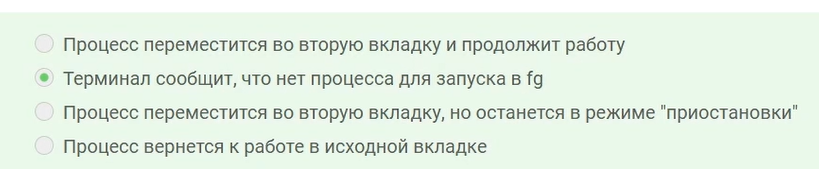 Процесс переместится во вторую вкладку и продолжит работу
Терминал сообщит, что нет процесса для запуска в fg
Процесс переместится во вторую вкладку, но останется в режиме "приостановки"
Процесс вернется к работе в исходной вкладке